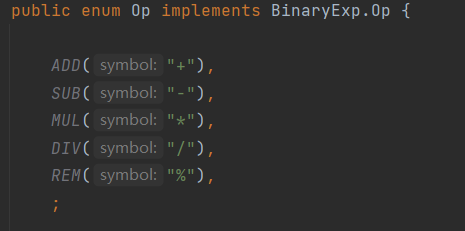 public enum Op implements BinaryExp.Op {
ADD( symbol: "+"),
SUB( symbol: "-"),
MUL( symbol: "*"),
DIV( symbol: "/"),
REM( symbol: "%"),
;